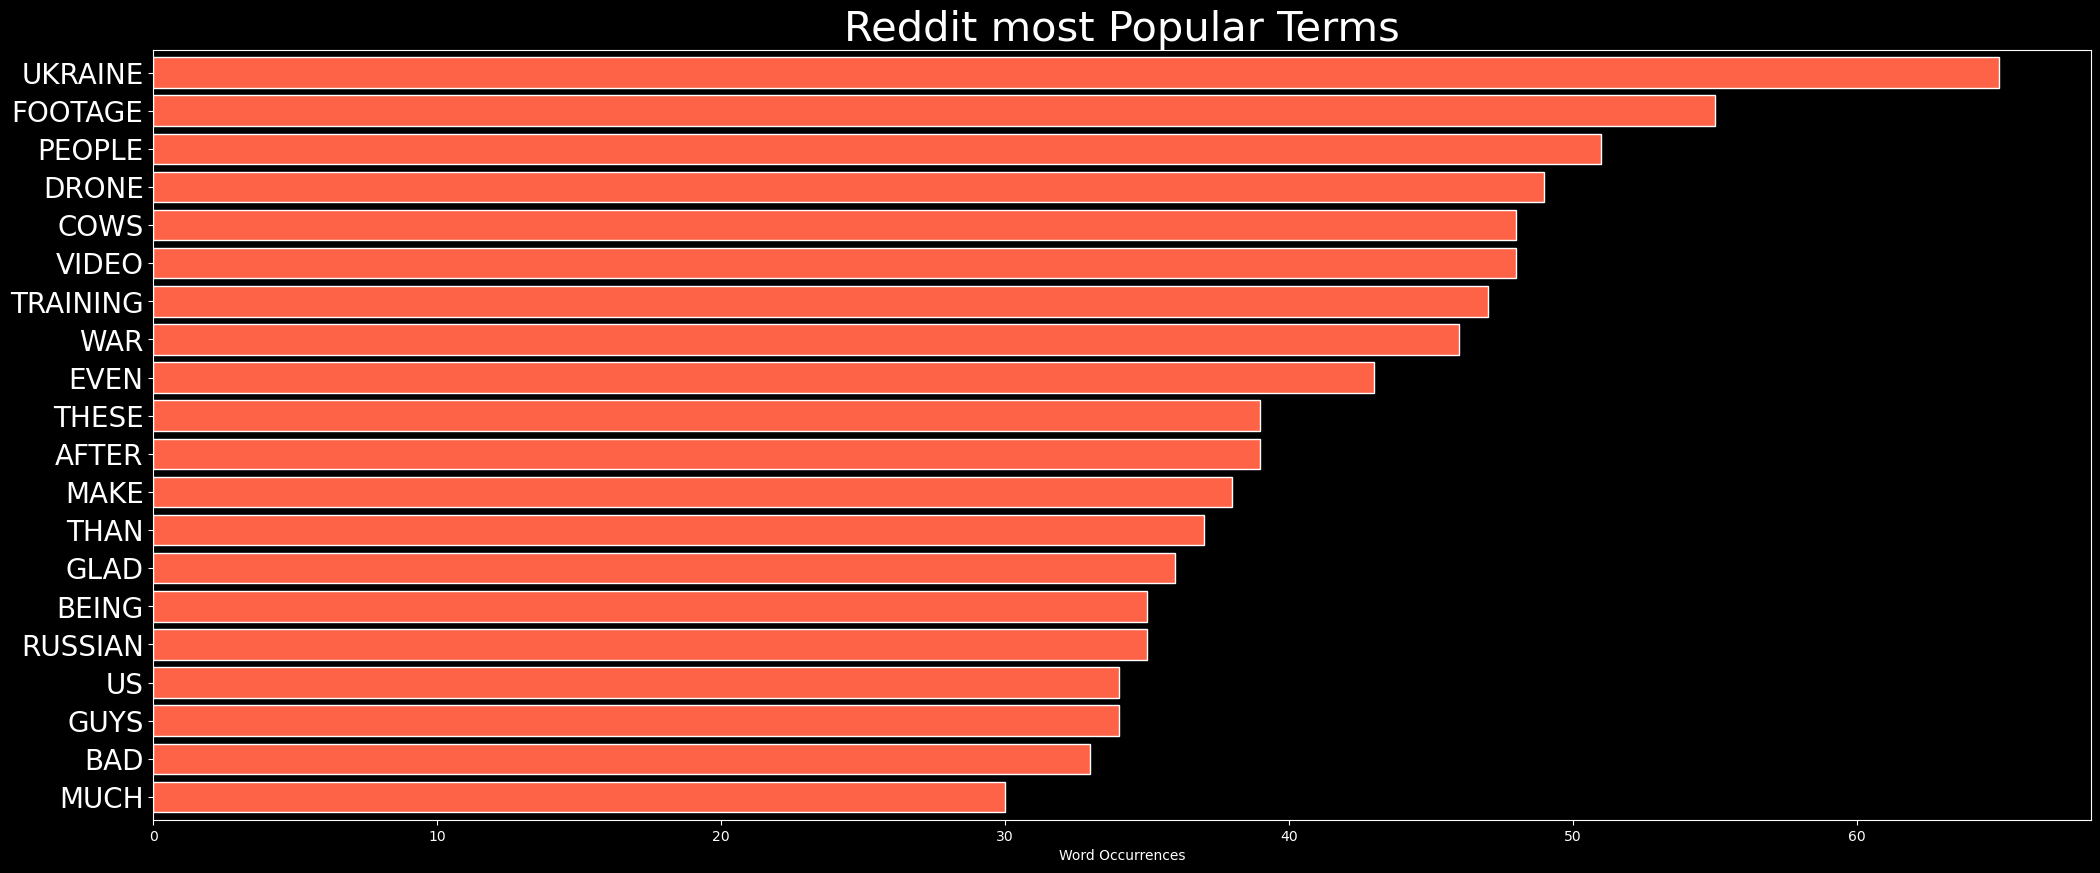 Reddit most Popular Terms
UKRAINE
FOOTAGE
PEOPLE
DRONE
COWS
VIDEO
TRAINING
WAR
EVEN
THESE
AFTER
MAKE
THAN
GLAD
BEING
RUSSIAN
US
GUYS
BAD
MUCH
0 10 20 30 40 50 60
Word Occurrences